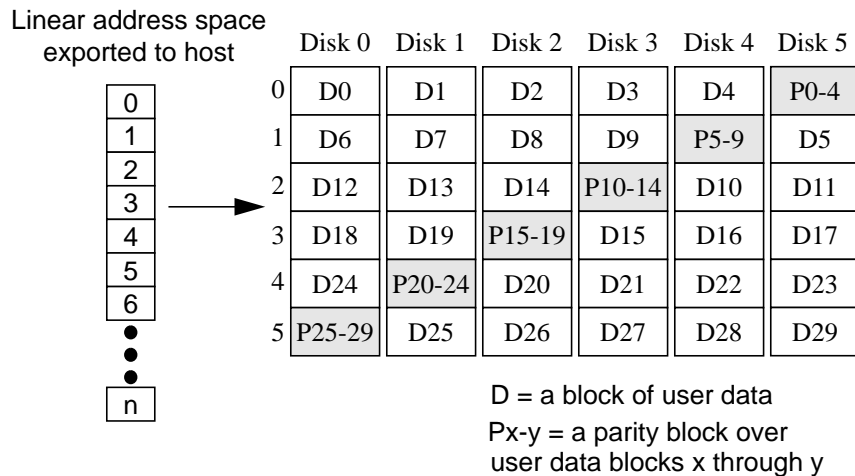 Linear address space
exported to host
0
1
2
3
4
5
6
n
Disk 0 Disk 1 Disk 2 Disk 3 Disk 4 Disk 5
0 D0 D1 D2 D3 D4 P0-4
1 D6 D7 D8 D9 P5-9 D5
2 D12 D13 D14 P10-14 D10 D11
3 D18 D19 P15-19 D15 D16 D17
4 D24 P20-24 D20 D21 D22 D23
5 P25-29 D25 D26 D27 D28 D29
D = a block of user data
Px-y = a parity block over
user data blocks x through y